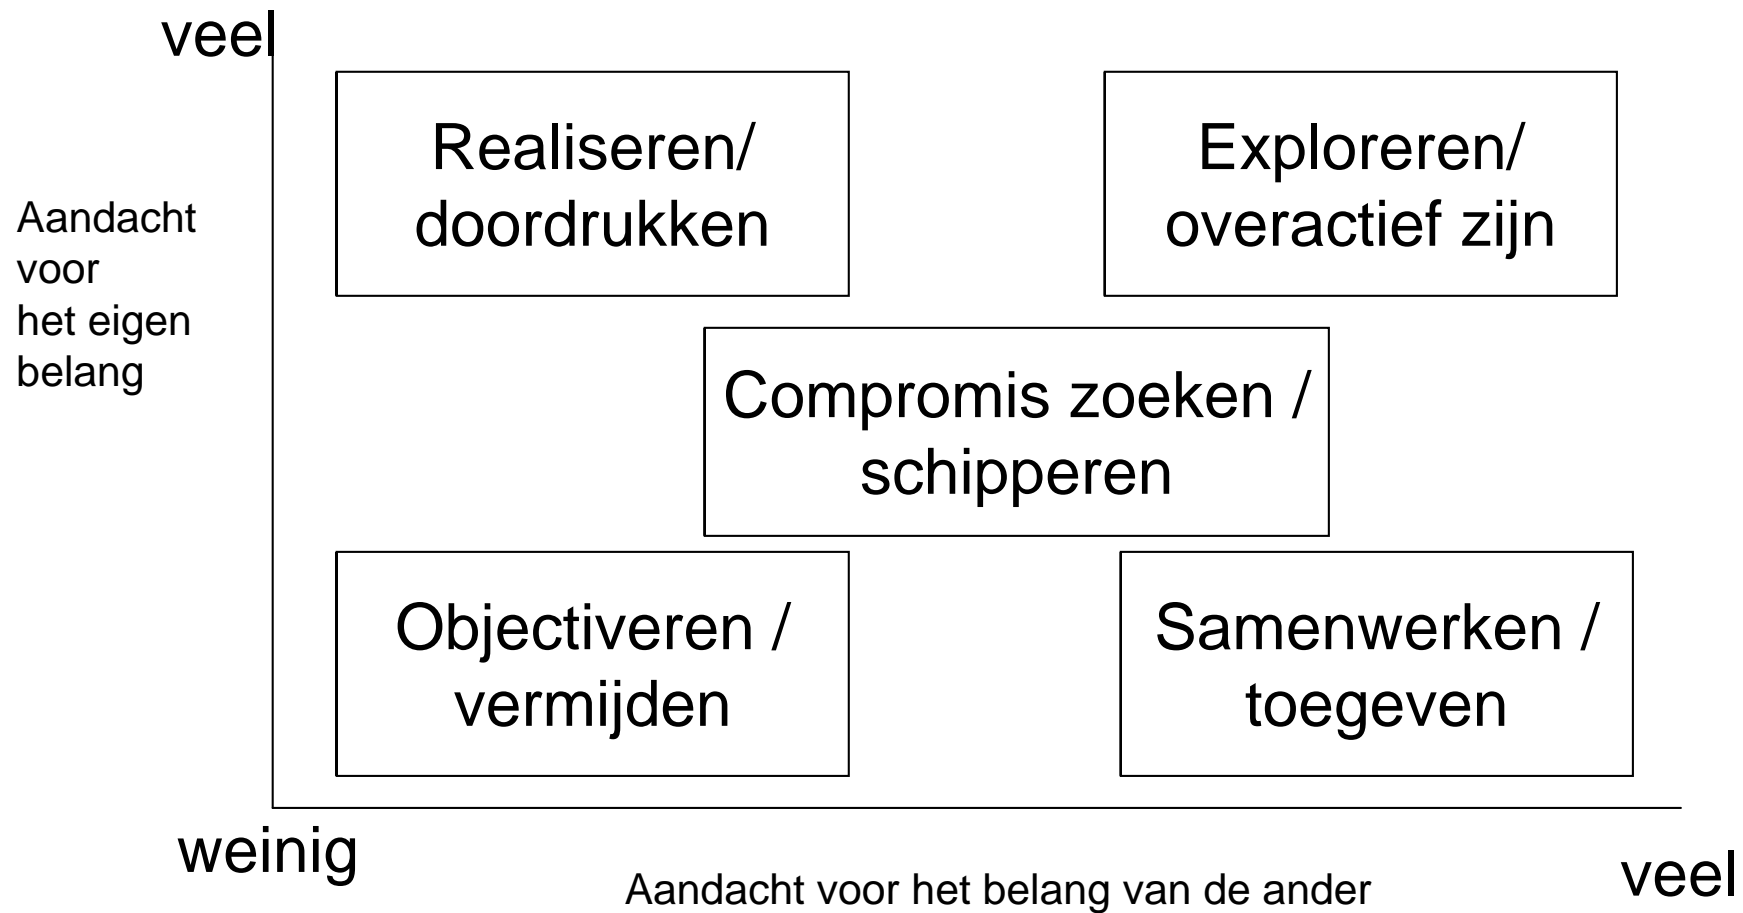 veel
Realiseren/
doordrukken
Exploreren/
overactief zijn
Aandacht
voor
het eigen
belang
Compromis zoeken /
schipperen
Objectiveren /
vermijden
Samenwerken /
toegeven
weinig
Aandacht voor het belang van de ander
veel